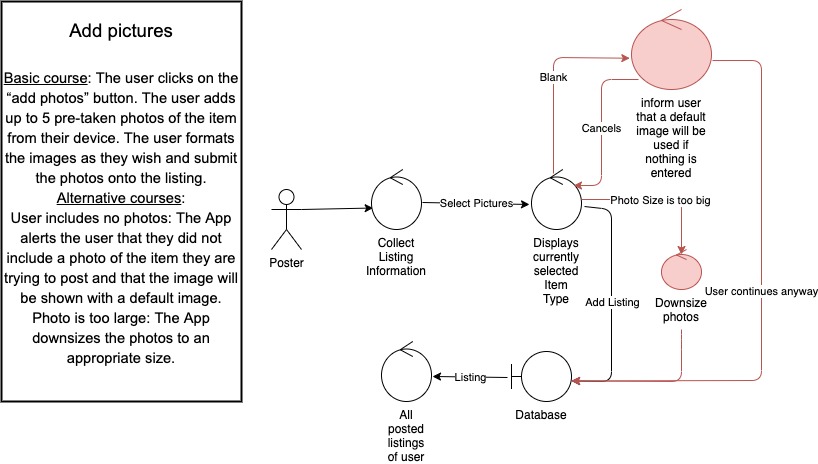 Add pictures
Basic course: The user clicks on the
“add photos” button. The user adds
up to 5 pre-taken photos of the item
from their device. The user formats
the images as they wish and submit
the photos onto the listing.
Alternative courses:
User includes no photos: The App
alerts the user that they did not
include a photo of the item they are
trying to post and that the image will
be shown with a default image.
Photo is too large: The App
downsizes the photos to an
appropriate size.
Poster
Collect
Listing
Information
Select Pictures
Displays
currently
selected
Item
Type
Blank
Cancels
inform user
that a default
image will be
used if
nothing is
entered
Photo Size is too big
Downsize
photos
User continues anyway
Add Listing
Database
Listing
All
posted
listings
of user